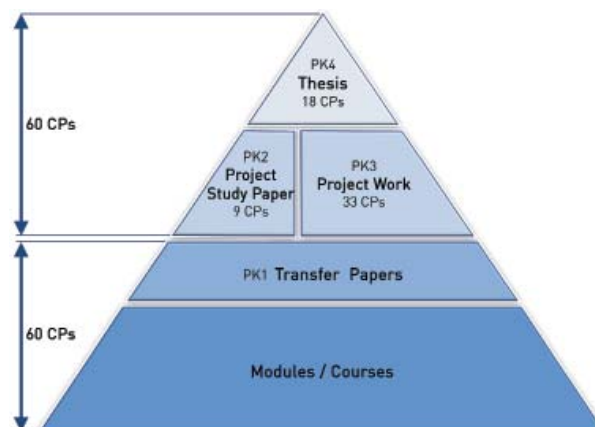 PK4
Thesis
18 CPs
60 CPs
PK2
Project
Study Paper
9 CPs
PK3
Project Work
33 CPs
PK1 Transfer Papers
60 CPs
Modules / Courses